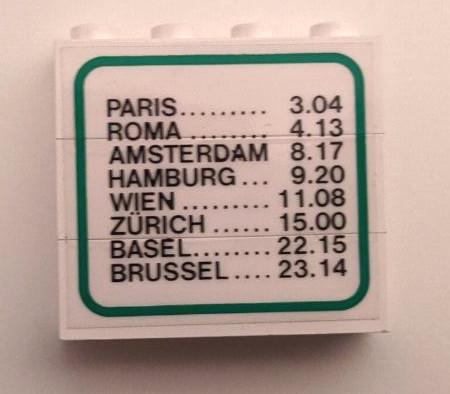 PARIS......... 3.04
ROMA ........ 4.13
AMSTERDAM 8.17
HAMBURG ... 9.20
WIEN ......... 11.08
ZÜRICH ...... 15.00
BASEL........ 22.15
BRUSSEL .... 23.14